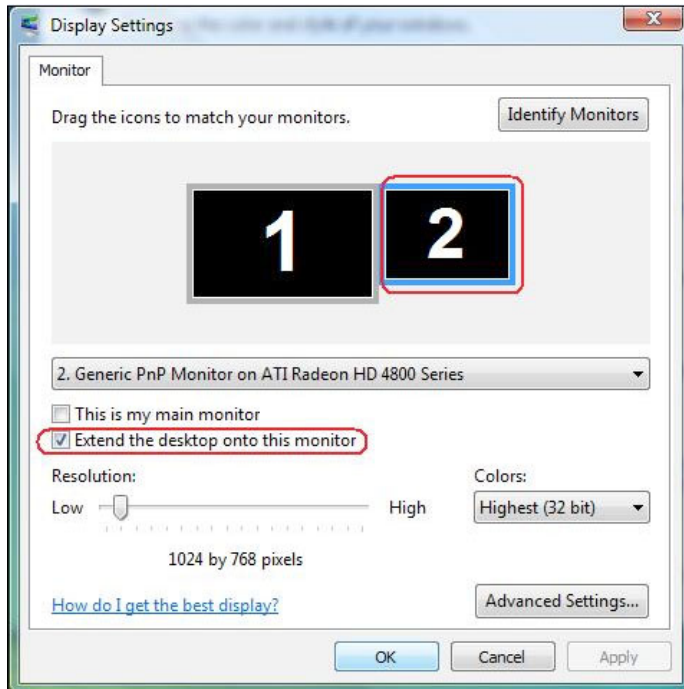 Display Settings
Monitor
Drag the icons to match your monitors.
Identify Monitors
1
2
2. Generic PnP Monitor on ATI Radeon HD 4800 Series
This is my main monitor
Extend the desktop onto this monitor
Resolution:
Colors:
Low
High
Highest (32 bit)
1024 by 768 pixels
How do I get the best display?
Advanced Settings...
OK
Cancel
Apply